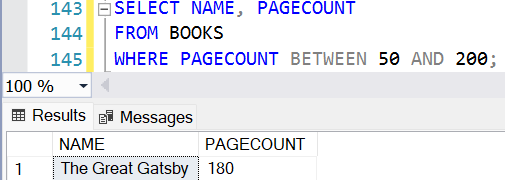 143 SELECT NAME, PAGECOUNT
144 FROM BOOKS
145 WHERE PAGECOUNT BETWEEN 50 AND 200;
100 %
Results Messages
NAME PAGECOUNT
1 The Great Gatsby 180